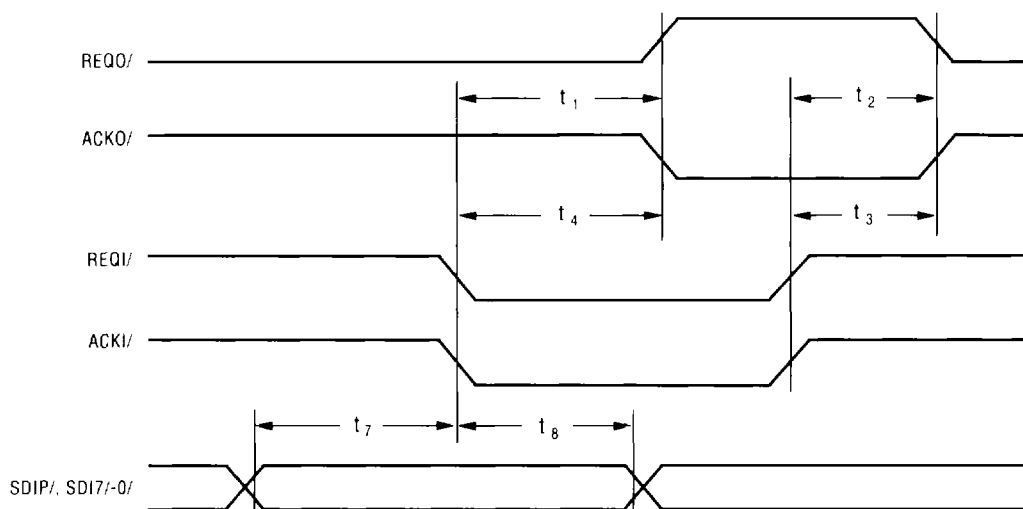 REQO/
t1 t2
ACKO/
t4 t3
REQI/
ACKI/
t7 t8
SDIP/, SDI7/-0/